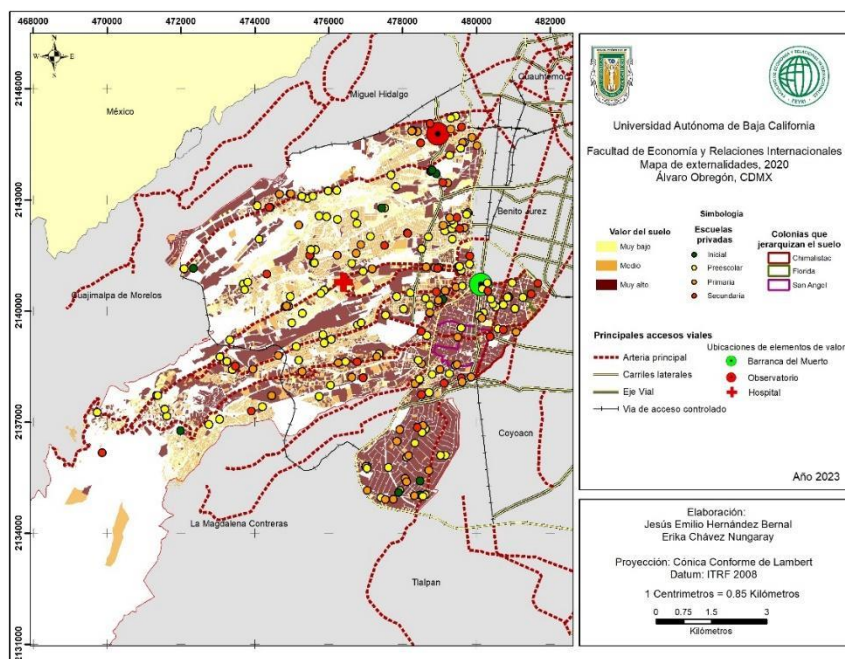 468000 470000 472000 474000 476000 478000 480000 482000
2146000
2143000
2140000
2137000
2134000
2131000
N
W E
S
México
Miguel Hidalgo
Cuauhtemoc
Benito Jurez
Cuajimalpa de Morelos
Coyoacn
La Magdalena Contreras
Tlalpan
Universidad Autónoma de Baja California
Facultad de Economía y Relaciones Internacionales
Mapa de externalidades, 2020
Álvaro Obregón, CDMX
Simbología
Valor del suelo
Muy bajo
Medio
Muy alto
Escuelas privadas
Inicial
Preescolar
Primaria
Secundaria
Colonias que jerarquizan el suelo
Chimalistac
Florida
San Angel
Principales accesos viales
Arteria principal
Carriles laterales
Eje Vial
Via de acceso controlado
Ubicaciones de elementos de valor
Barranca del Muerto
Observatorio
Hospital
Año 2023
Elaboración:
Jesús Emilio Hernández Bernal
Erika Chávez Nungaray
Proyección: Cónica Conforme de Lambert
Datum: ITRF 2008
1 Centimetros = 0.85 Kilómetros
0 0.75 1.5 3
Kilómetros